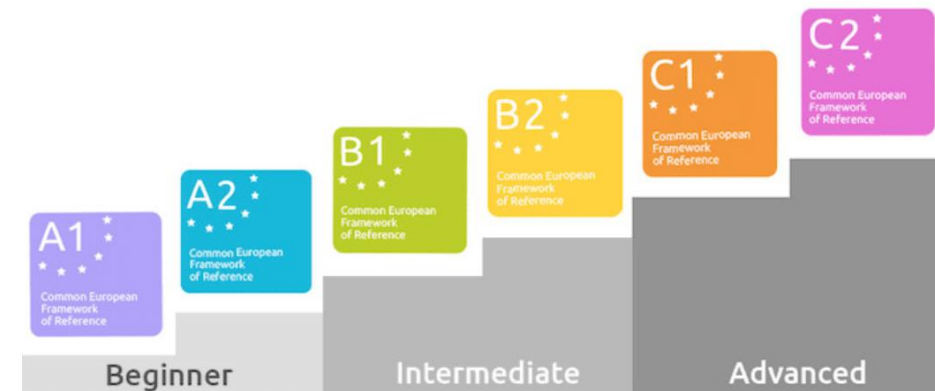 A1
Common European
Framework
of Reference
A2
Common European
Framework
of Reference
B1
Common European
Framework
of Reference
B2
Common European
Framework
of Reference
C1
Common European
Framework
of Reference
C2
Common European
Framework
of Reference
Beginner
Intermediate
Advanced